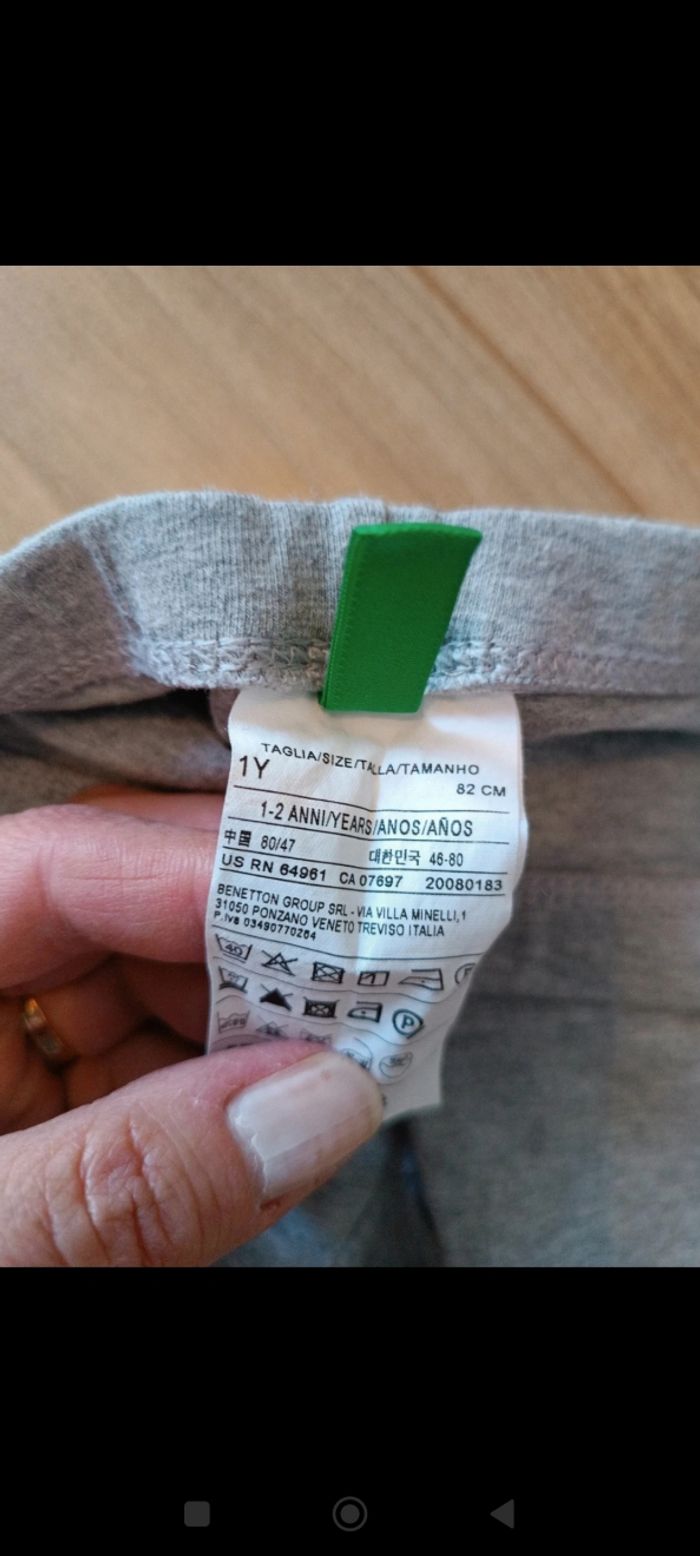 TAGLIA/SIZE/TALLA/TAMANHO
1Y
82 CM
1-2 ANNI/YEARS/ANOS/AÑOS
中国 80/47 대한민국 46-80
US RN 64961 CA 07697 20080183
BENETTON GROUP SRL - VIA VILLA MINELLI,1
31050 PONZANO VENETO TREVISO ITALIA
P.iva 03490770264
40
P